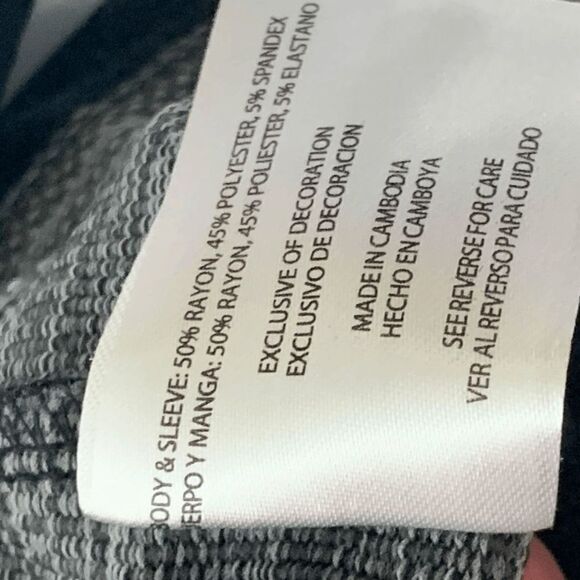 BODY & SLEEVE: 50% RAYON, 45% POLYESTER, 5% SPANDEX
ERPO Y MANGA: 50% RAYON, 45% POLIESTER, 5% ELASTANO
EXCLUSIVE OF DECORATION
EXCLUSIVO DE DECORACION
MADE IN CAMBODIA
HECHO EN CAMBOYA
SEE REVERSE FOR CARE
VER AL REVERSO PARA CUIDADO